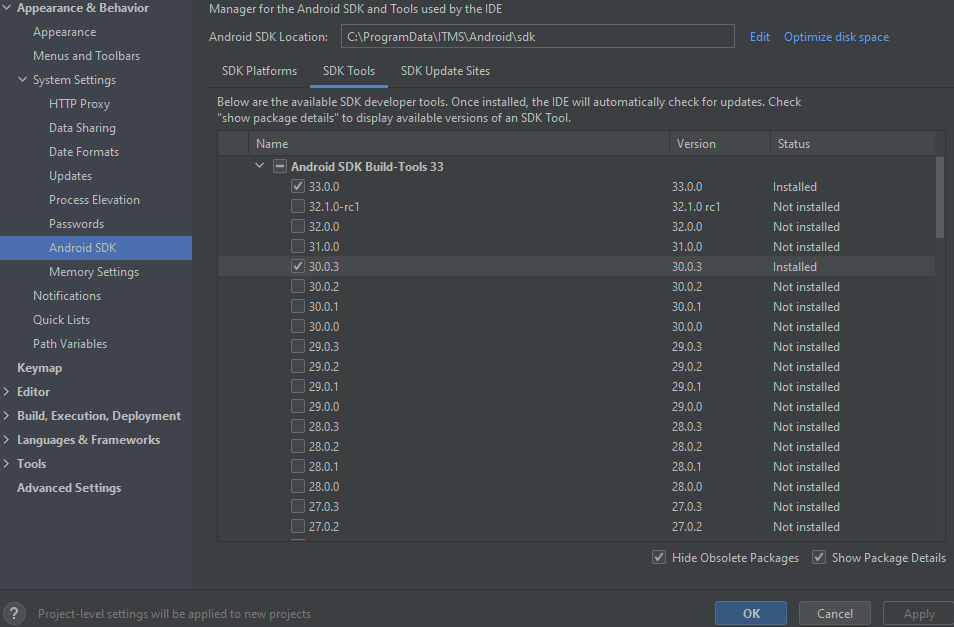 Appearance & Behavior
Appearance
Menus and Toolbars
System Settings
HTTP Proxy
Data Sharing
Date Formats
Updates
Process Elevation
Passwords
Android SDK
Memory Settings
Notifications
Quick Lists
Path Variables
Keymap
Editor
Build, Execution, Deployment
Languages & Frameworks
Tools
Advanced Settings
Manager for the Android SDK and Tools used by the IDE
Android SDK Location: C:\ProgramData\ITMS\Android\sdk Edit Optimize disk space
SDK Platforms SDK Tools SDK Update Sites
Below are the available SDK developer tools. Once installed, the IDE will automatically check for updates. Check
"show package details" to display available versions of an SDK Tool.
Name Version Status
Android SDK Build-Tools 33
33.0.0 33.0.0 Installed
32.1.0-rc1 32.1.0 rc1 Not installed
32.0.0 32.0.0 Not installed
31.0.0 31.0.0 Not installed
30.0.3 30.0.3 Installed
30.0.2 30.0.2 Not installed
30.0.1 30.0.1 Not installed
30.0.0 30.0.0 Not installed
29.0.3 29.0.3 Not installed
29.0.2 29.0.2 Not installed
29.0.1 29.0.1 Not installed
29.0.0 29.0.0 Not installed
28.0.3 28.0.3 Not installed
28.0.2 28.0.2 Not installed
28.0.1 28.0.1 Not installed
28.0.0 28.0.0 Not installed
27.0.3 27.0.3 Not installed
27.0.2 27.0.2 Not installed
Hide Obsolete Packages Show Package Details
? Project-level settings will be applied to new projects
OK Cancel Apply